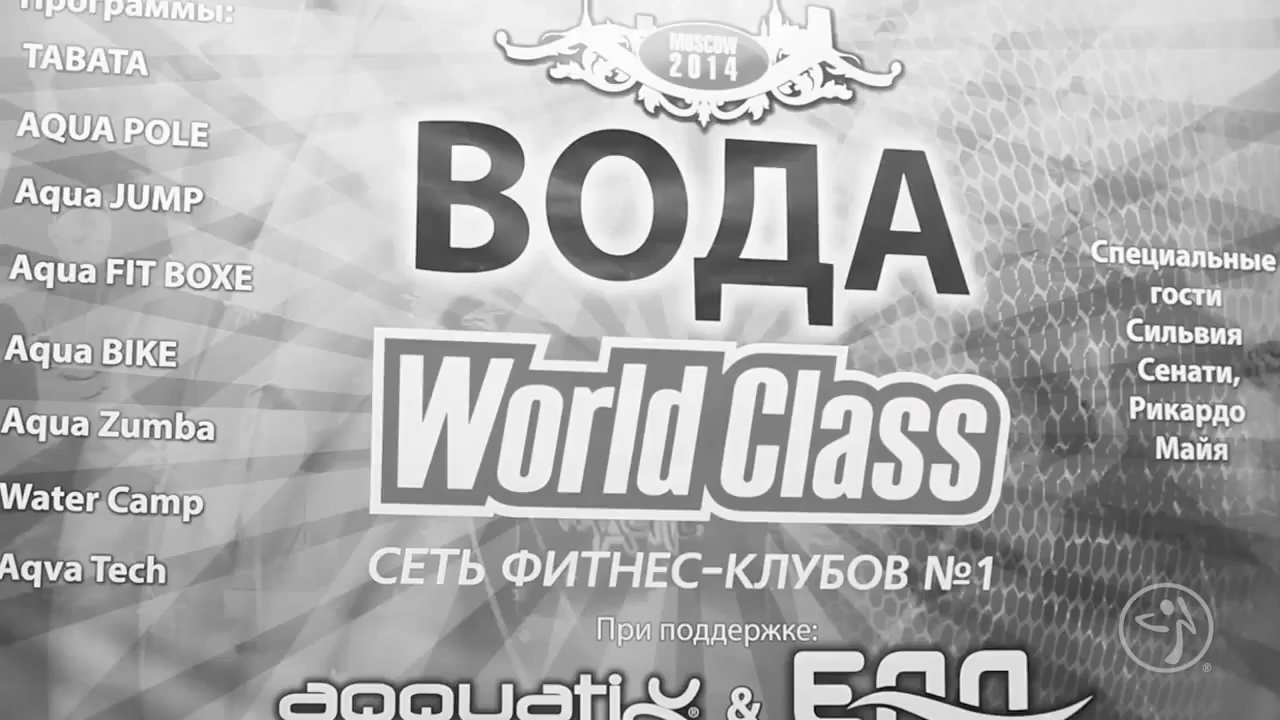 Программы:
TABATA
AQUA POLE
Aqua JUMP
Aqua FIT BOXE
Aqua BIKE
Aqua Zumba
Water Camp
Aqva Tech
MOSCOW
2014
ВОДА
World Class
СЕТЬ ФИТНЕС-КЛУБОВ №1
При поддержке:
aqquatix® &
Специальные
гости
Сильвия
Сенати,
Рикардо
Майя